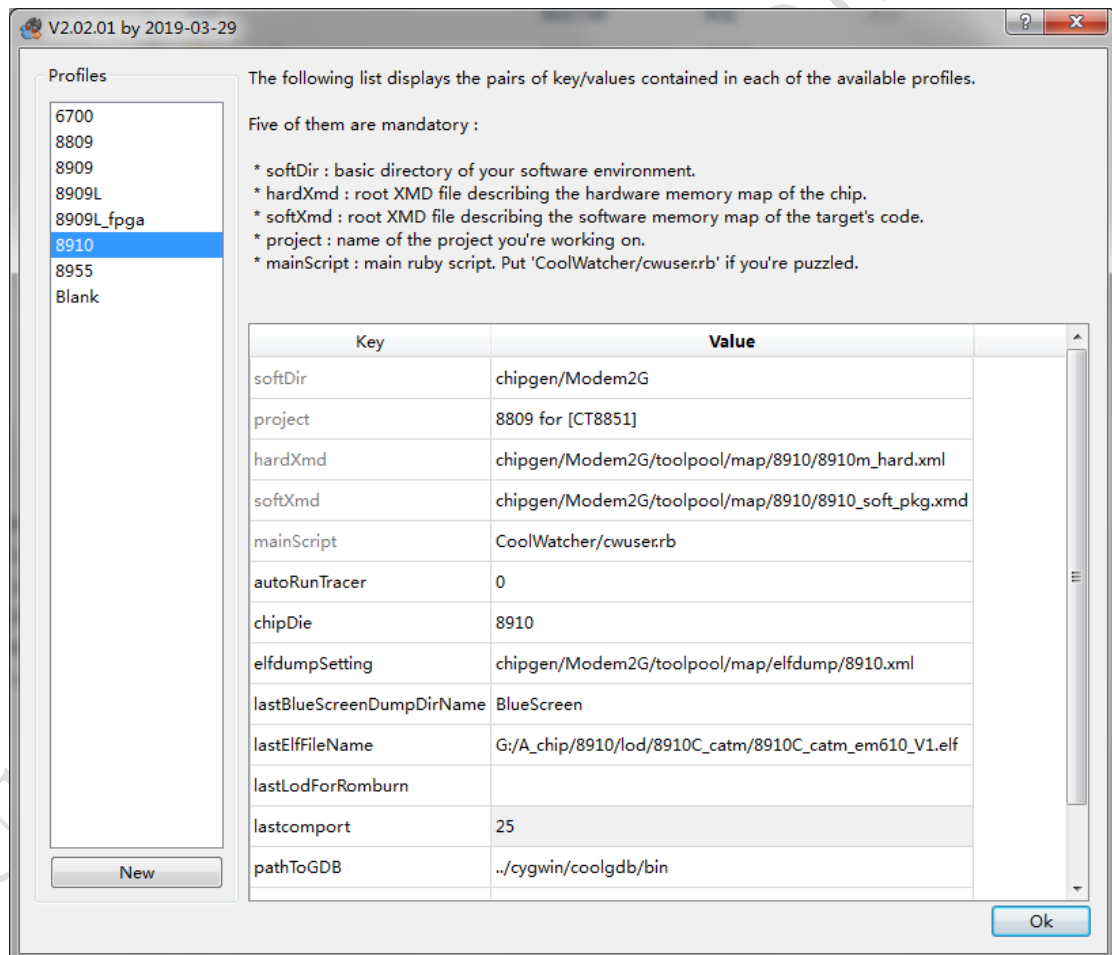 V2.02.01 by 2019-03-29
Profiles
6700
8809
8909
8909L
8909L_fpga
8910
8955
Blank
New
The following list displays the pairs of key/values contained in each of the available profiles.
Five of them are mandatory :
* softDir : basic directory of your software environment.
* hardXmd : root XMD file describing the hardware memory map of the chip.
* softXmd : root XMD file describing the software memory map of the target's code.
* project : name of the project you're working on.
* mainScript : main ruby script. Put 'CoolWatcher/cwuser.rb' if you're puzzled.
Key Value
softDir chipgen/Modem2G
project 8809 for [CT8851]
hardXmd chipgen/Modem2G/toolpool/map/8910/8910m_hard.xml
softXmd chipgen/Modem2G/toolpool/map/8910/8910_soft_pkg.xmd
mainScript CoolWatcher/cwuser.rb
autoRunTracer 0
chipDie 8910
elfdumpSetting chipgen/Modem2G/toolpool/map/elfdump/8910.xml
lastBlueScreenDumpDirName BlueScreen
lastElfFileName G:/A_chip/8910/lod/8910C_catm/8910C_catm_em610_V1.elf
lastLodForRomburn
lastcomport 25
pathToGDB ../cygwin/coolgdb/bin
Ok